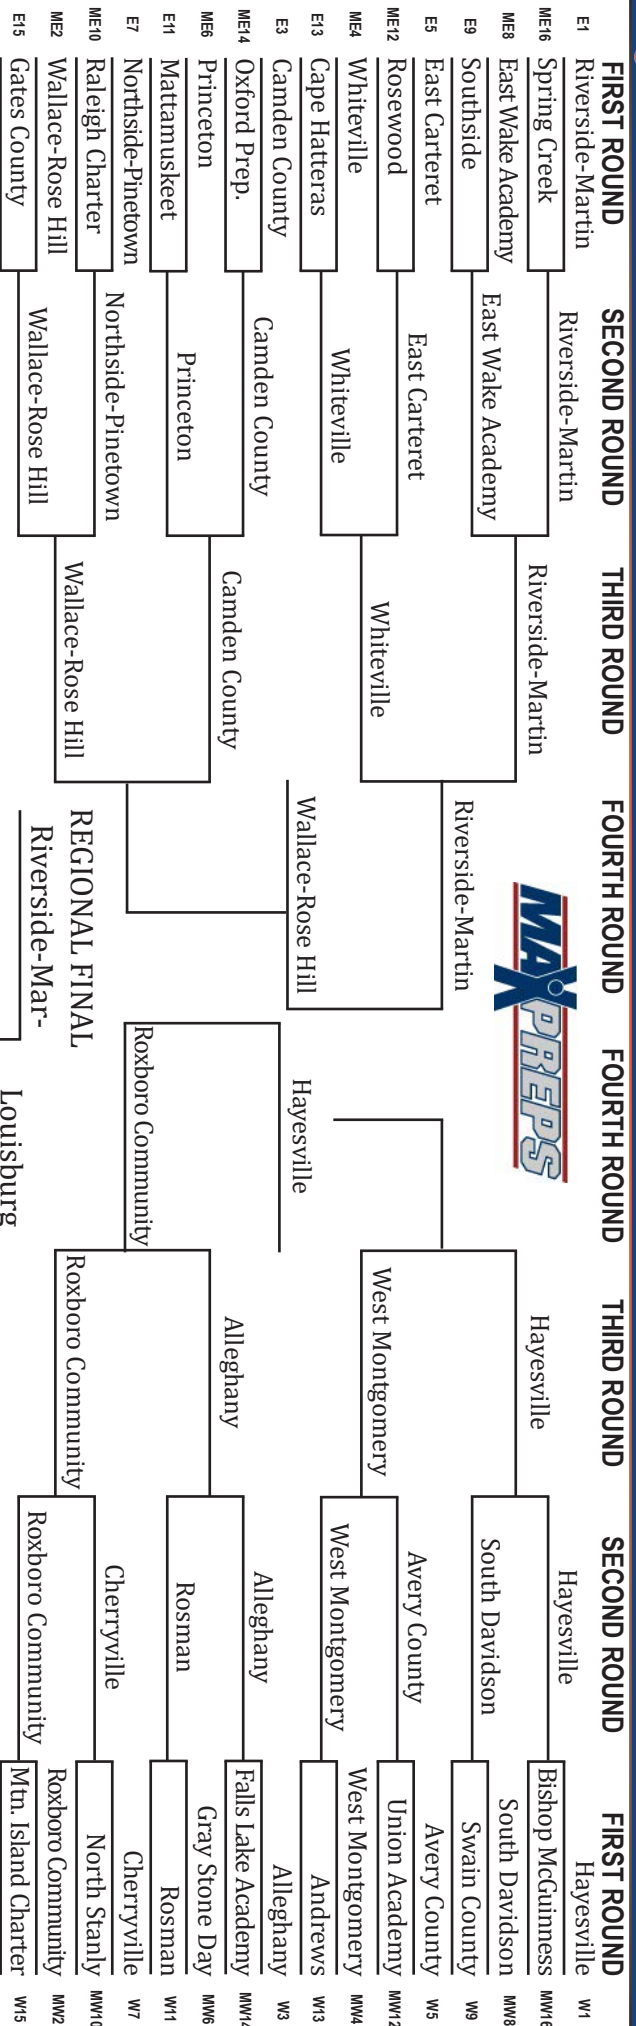 FIRST ROUND SECOND ROUND THIRD ROUND FOURTH ROUND FOURTH ROUND THIRD ROUND SECOND ROUND FIRST ROUND
E1 Riverside-Martin
Riverside-Martin
ME16 Spring Creek
Riverside-Martin
ME8 East Wake Academy
East Wake Academy
E9 Southside
Riverside-Martin
E5 East Carteret
East Carteret
ME12 Rosewood
Whiteville
ME4 Whiteville
Whiteville
E13 Cape Hatteras
Wallace-Rose Hill
E3 Camden County
Camden County
ME14 Oxford Prep.
Camden County
ME6 Princeton
Princeton
E11 Mattamuskeet
E7 Northside-Pinetown
Northside-Pinetown
ME10 Raleigh Charter
Wallace-Rose Hill
ME2 Wallace-Rose Hill
Wallace-Rose Hill
E15 Gates County
MAXPREPS
REGIONAL FINAL
Riverside-Mar-
Louisburg
Hayesville W1
Hayesville
Bishop McGuinness MW16
Hayesville
South Davidson MW8
South Davidson
Swain County W9
Avery County W5
Avery County
Union Academy MW12
West Montgomery
West Montgomery MW4
West Montgomery
Andrews W13
Hayesville
Alleghany W3
Alleghany
Falls Lake Academy MW14
Alleghany
Gray Stone Day MW6
Rosman
Rosman W11
Roxboro Community
Cherryville W7
Cherryville
North Stanly MW10
Roxboro Community
Roxboro Community MW2
Roxboro Community
Mtn. Island Charter W15